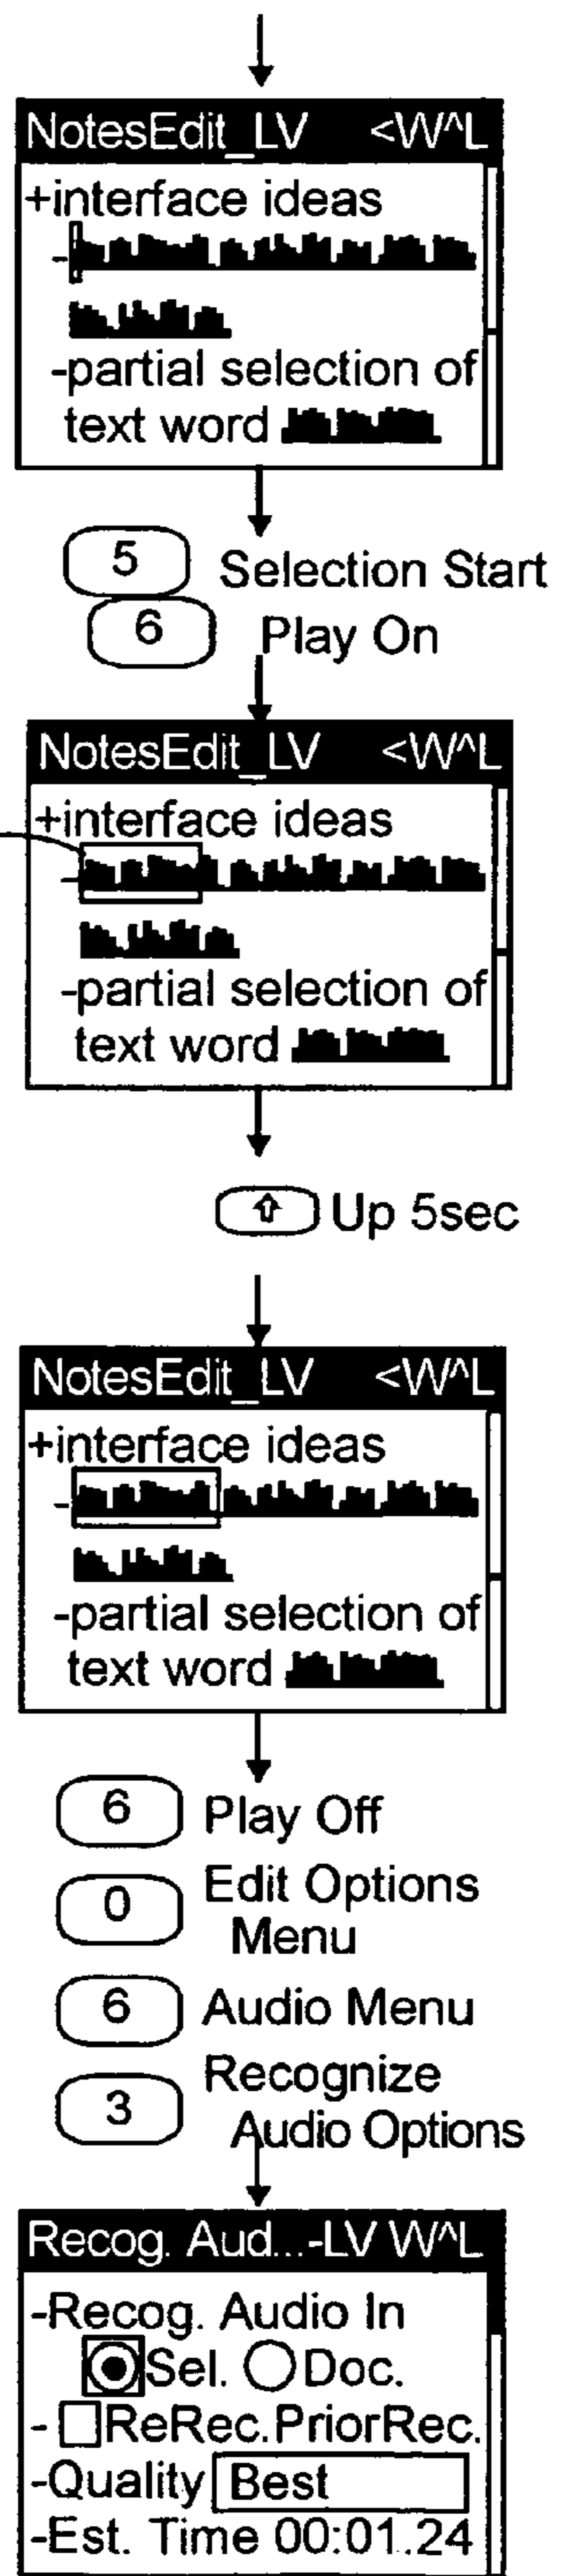 NotesEdit_LV <W^L
+interface ideas
-
-partial selection of
text word
5 Selection Start
6 Play On
NotesEdit_LV <W^L
+interface ideas
-
-partial selection of
text word
⇧ Up 5sec
NotesEdit_LV <W^L
+interface ideas
-
-partial selection of
text word
6 Play Off
0 Edit Options
Menu
6 Audio Menu
3 Recognize
Audio Options
Recog. Aud...-LV W^L
-Recog. Audio In
Sel. Doc.
- ReRec.PriorRec.
-Quality Best
-Est. Time 00:01.24